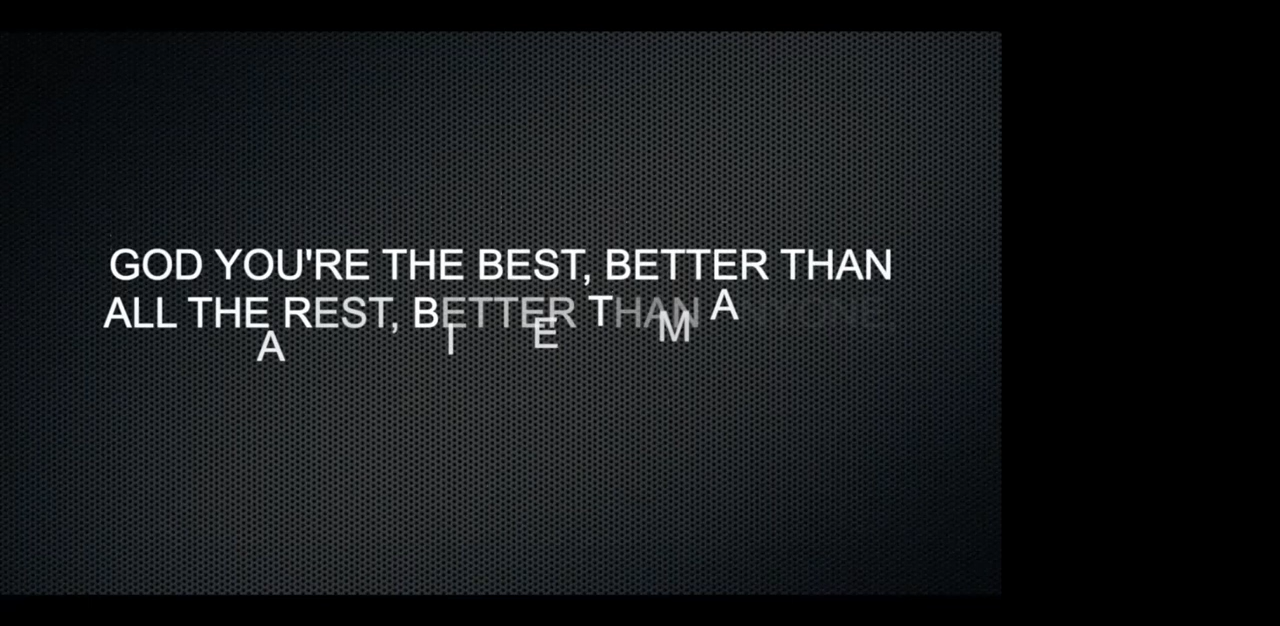 GOD YOU'RE THE BEST, BETTER THAN
ALL THE REST, BETTER THAN
A I E M A